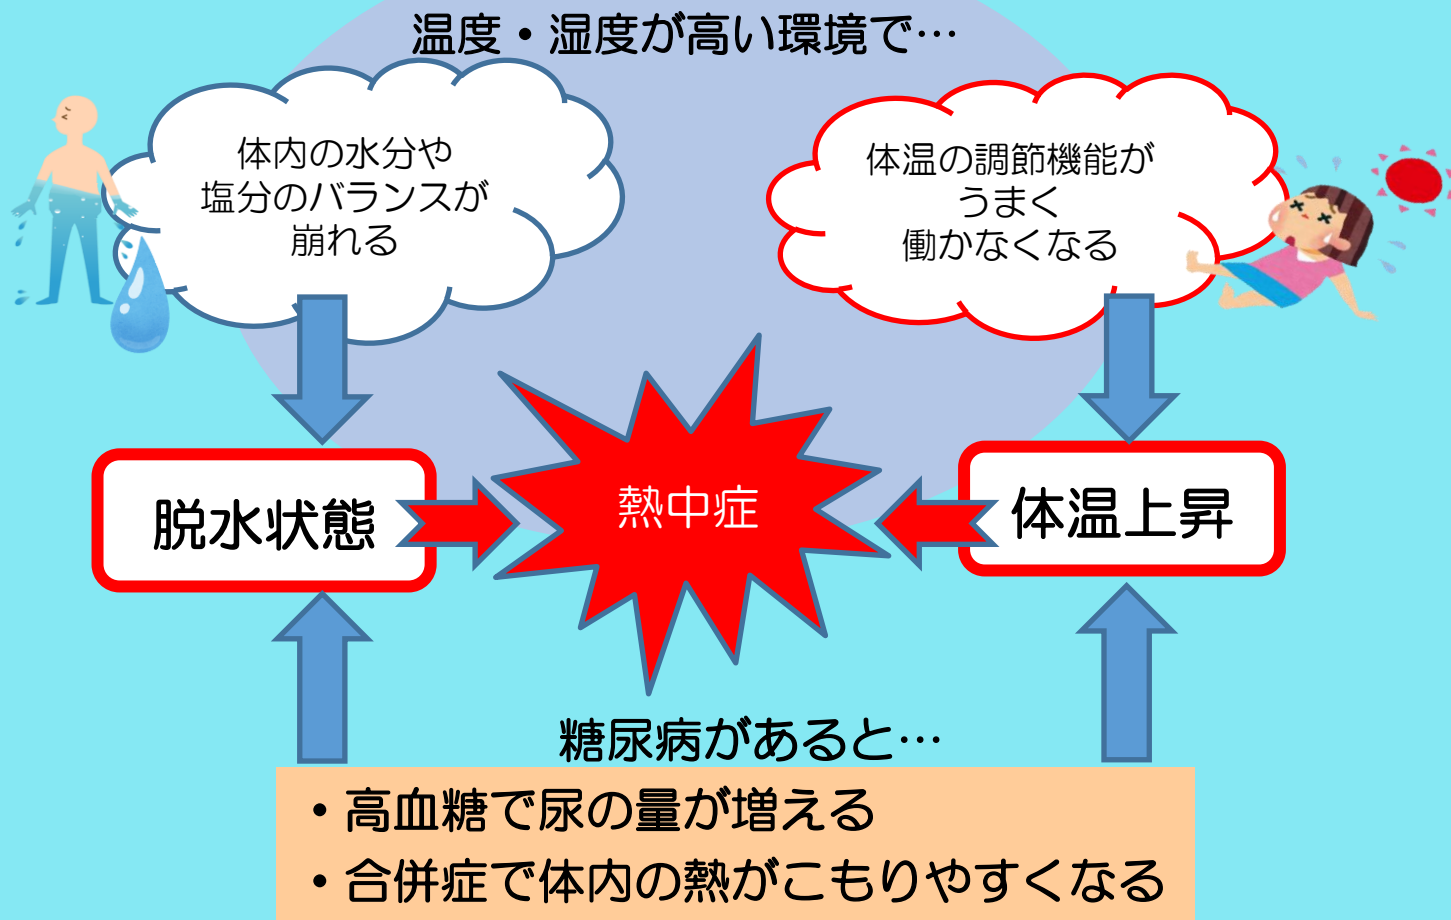 温度・湿度が高い環境で…
体内の水分や
塩分のバランスが
崩れる
体温の調節機能が
うまく
働かなくなる
脱水状態
熱中症
体温上昇
糖尿病があると…
・高血糖で尿の量が増える
・合併症で体内の熱がこもりやすくなる